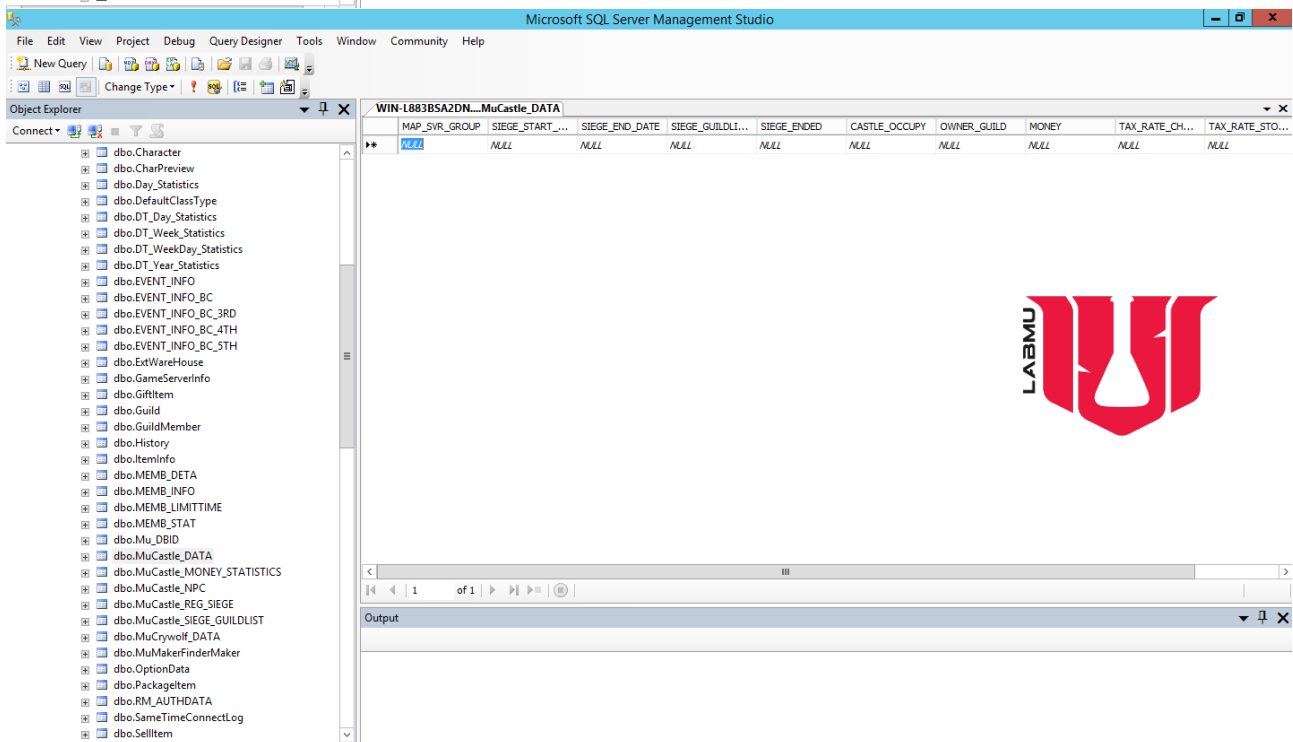 Microsoft SQL Server Management Studio
File Edit View Project Debug Query Designer Tools Window Community Help
New Query
Change Type
Object Explorer
WIN-L883BSA2DN....MuCastle_DATA
Connect
MAP_SVR_GROUP SIEGE_START_... SIEGE_END_DATE SIEGE_GUILDLI... SIEGE_ENDED CASTLE_OCCUPY OWNER_GUILD MONEY TAX_RATE_CH... TAX_RATE_STO...
NULL NULL NULL NULL NULL NULL NULL NULL NULL NULL
dbo.Character
dbo.CharPreview
dbo.Day_Statistics
dbo.DefaultClassType
dbo.DT_Day_Statistics
dbo.DT_Week_Statistics
dbo.DT_WeekDay_Statistics
dbo.DT_Year_Statistics
dbo.EVENT_INFO
dbo.EVENT_INFO_BC
dbo.EVENT_INFO_BC_3RD
dbo.EVENT_INFO_BC_4TH
dbo.EVENT_INFO_BC_5TH
dbo.ExtWareHouse
dbo.GameServerInfo
dbo.GiftItem
dbo.Guild
dbo.GuildMember
dbo.History
dbo.ItemInfo
dbo.MEMB_DETA
dbo.MEMB_INFO
dbo.MEMB_LIMITTIME
dbo.MEMB_STAT
dbo.Mu_DBID
dbo.MuCastle_DATA
dbo.MuCastle_MONEY_STATISTICS
dbo.MuCastle_NPC
dbo.MuCastle_REG_SIEGE
dbo.MuCastle_SIEGE_GUILDLIST
dbo.MuCrywolf_DATA
dbo.MuMakerFinderMaker
dbo.OptionData
dbo.PackageItem
dbo.RM_AUTHDATA
dbo.SameTimeConnectLog
dbo.SellItem
LABMU
1 of 1
Output